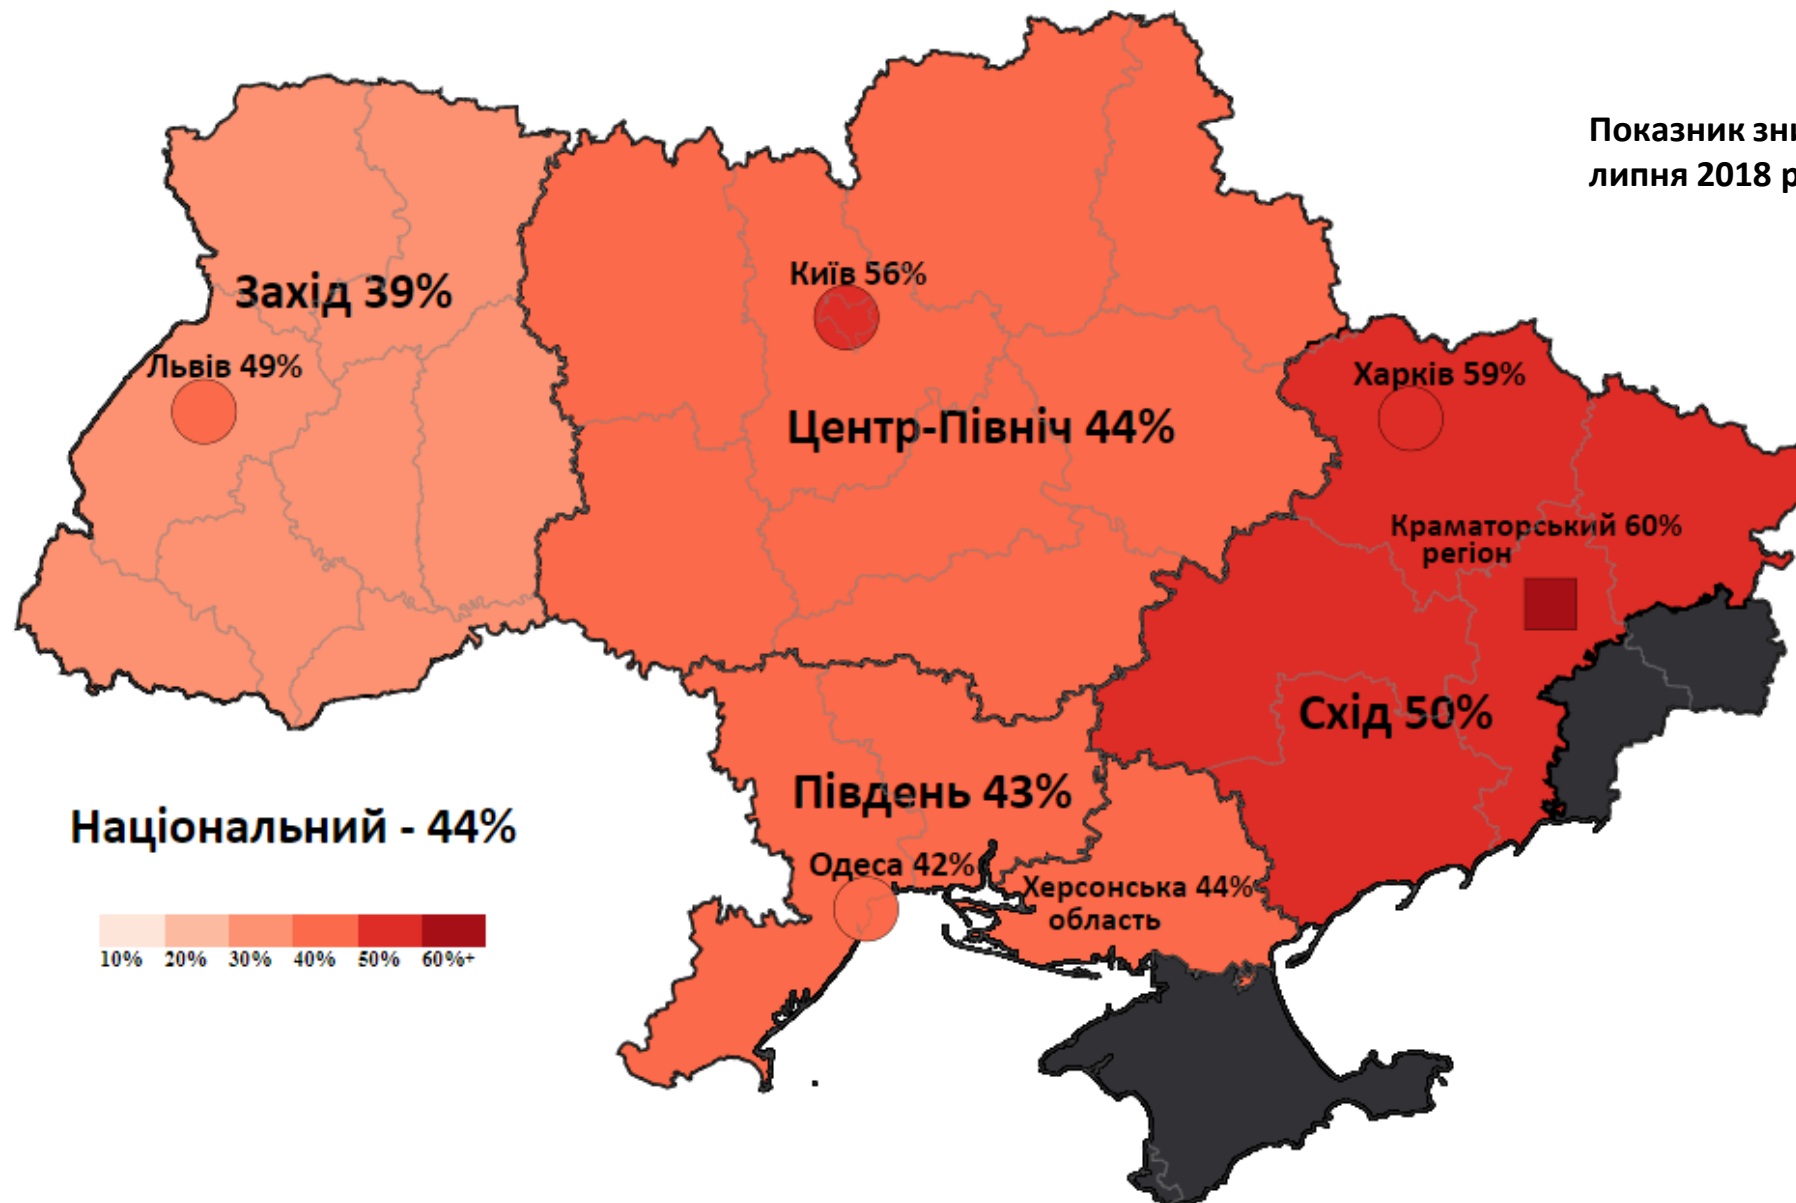 Показник
липня 2018
Київ 56%
Захід 39%
Львів 49%
Харків 59%
Центр-Північ 44%
Краматорський 60%
регіон
Схід 50%
Південь 43%
Національний - 44%
Одеса 42%
Херсонська 44%
область
10% 20% 30% 40% 50% 60%+